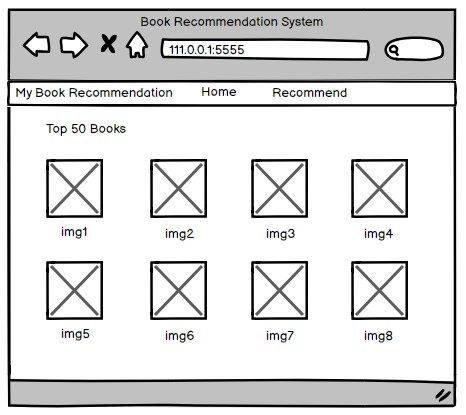 Book Recommendation System
111.0.0.1:5555
My Book Recommendation Home Recommend
Top 50 Books
img1 img2 img3 img4
img5 img6 img7 img8